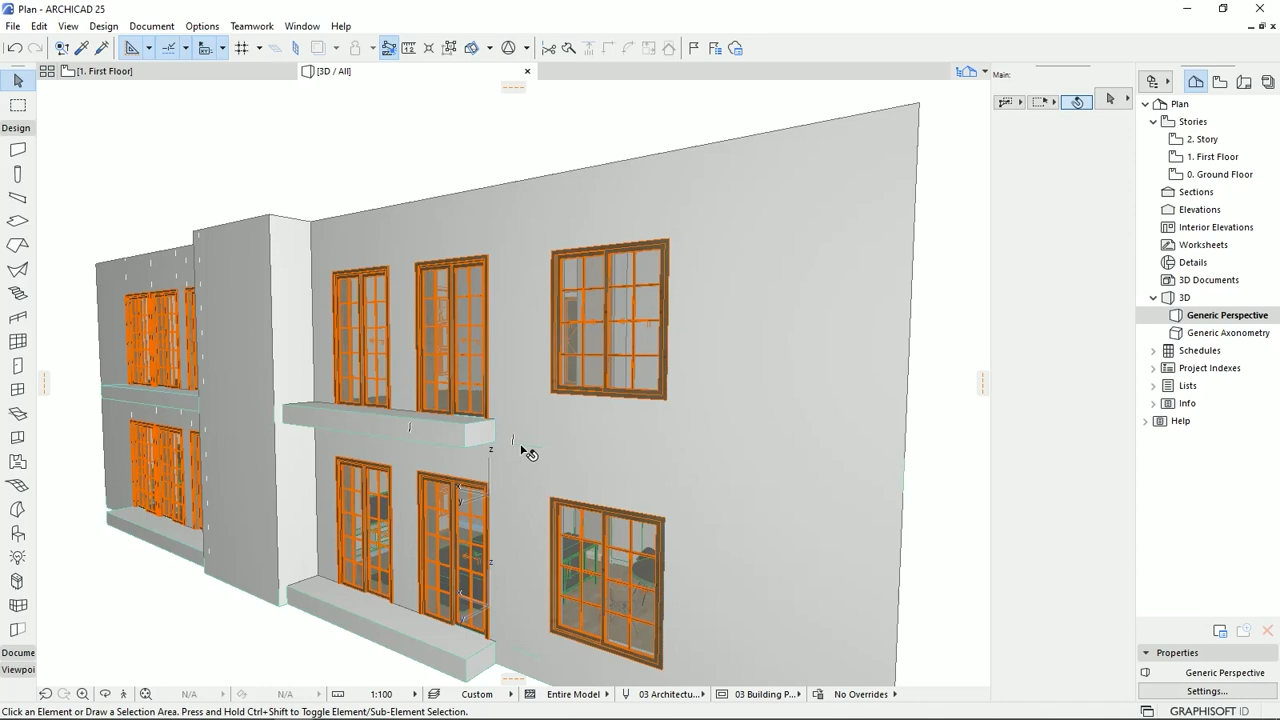 Plan - ARCHICAD 25
File Edit View Design Document Options Teamwork Window Help
[1. First Floor]
[3D / All]
Main:
Design
Docume
Viewpoi
z
z
y
y
Plan
Stories
2. Story
1. First Floor
0. Ground Floor
Sections
Elevations
Interior Elevations
Worksheets
Details
3D Documents
3D
Generic Perspective
Generic Axonometry
Schedules
Project Indexes
Lists
Info
Help
Properties
Generic Perspective
Settings...
N/A N/A 1:100 Custom Entire Model 03 Architectu... 03 Building P... No Overrides
Click an Element or Draw a Selection Area. Press and Hold Ctrl+Shift to Toggle Element/Sub-Element Selection.
GRAPHISOFT ID